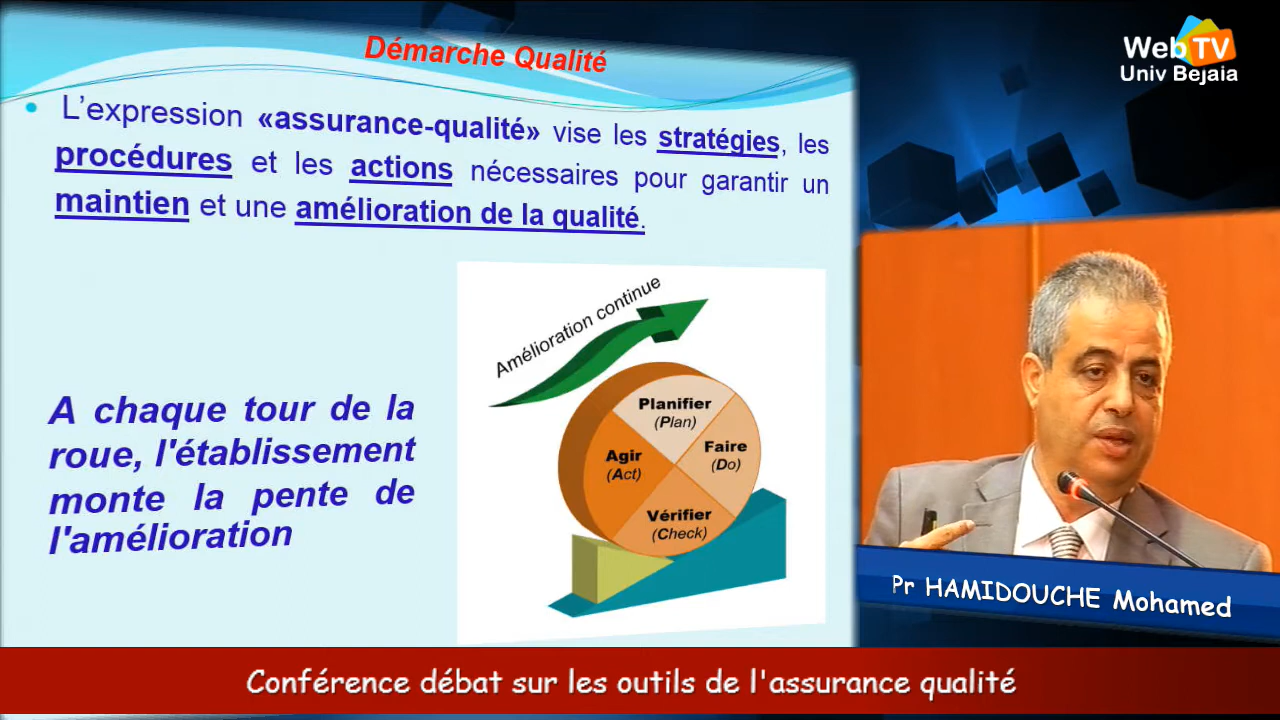 Démarche Qualité
WebTV
Univ Bejaia
• L'expression «assurance-qualité» vise les stratégies, les
procédures et les actions nécessaires pour garantir un
maintien et une amélioration de la qualité.
Amélioration continue
Planifier
(Plan)
Faire
(Do)
Agir
(Act)
Vérifier
(Check)
A chaque tour de la
roue, l'établissement
monte la pente de
l'amélioration
Pr HAMIDOUCHE Mohamed
Conférence débat sur les outils de l'assurance qualité